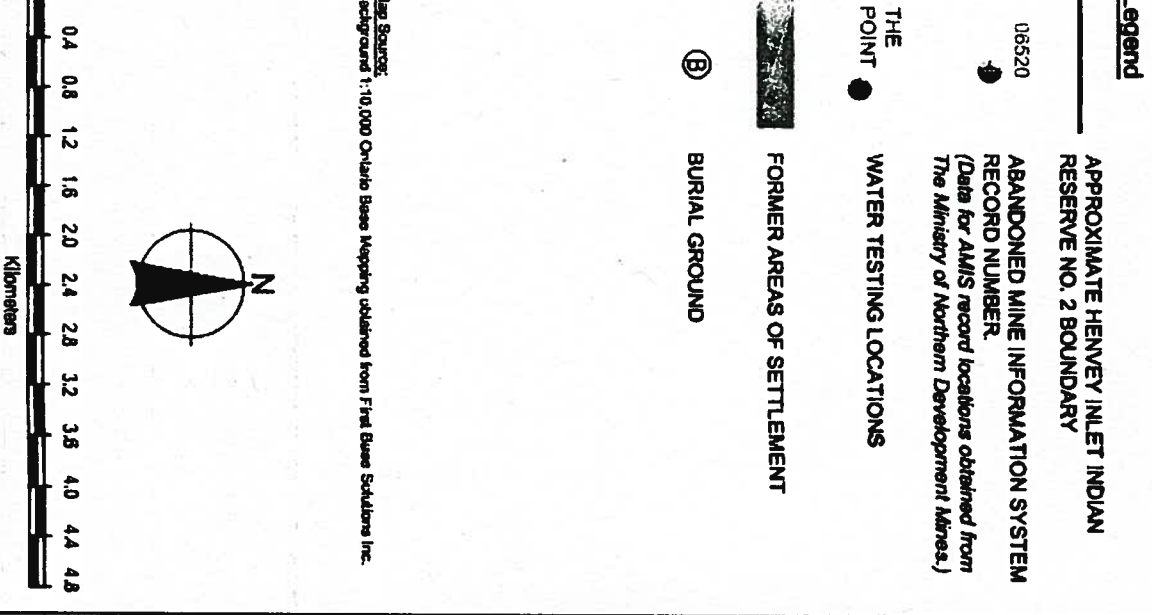 Legend
APPROXIMATE HENVEY INLET INDIAN
RESERVE NO. 2 BOUNDARY
06520
ABANDONED MINE INFORMATION SYSTEM
RECORD NUMBER.
(Data for AMIS record locations obtained from
The Ministry of Northern Development Mines.)
THE
POINT
WATER TESTING LOCATIONS
FORMER AREAS OF SETTLEMENT
B
BURIAL GROUND
Map Source:
Background 1:10,000 Ontario Base Mapping obtained from First Base Solutions Inc.
N
0.4 0.8 1.2 1.6 2.0 2.4 2.8 3.2 3.6 4.0 4.4 4.8
Kilometers